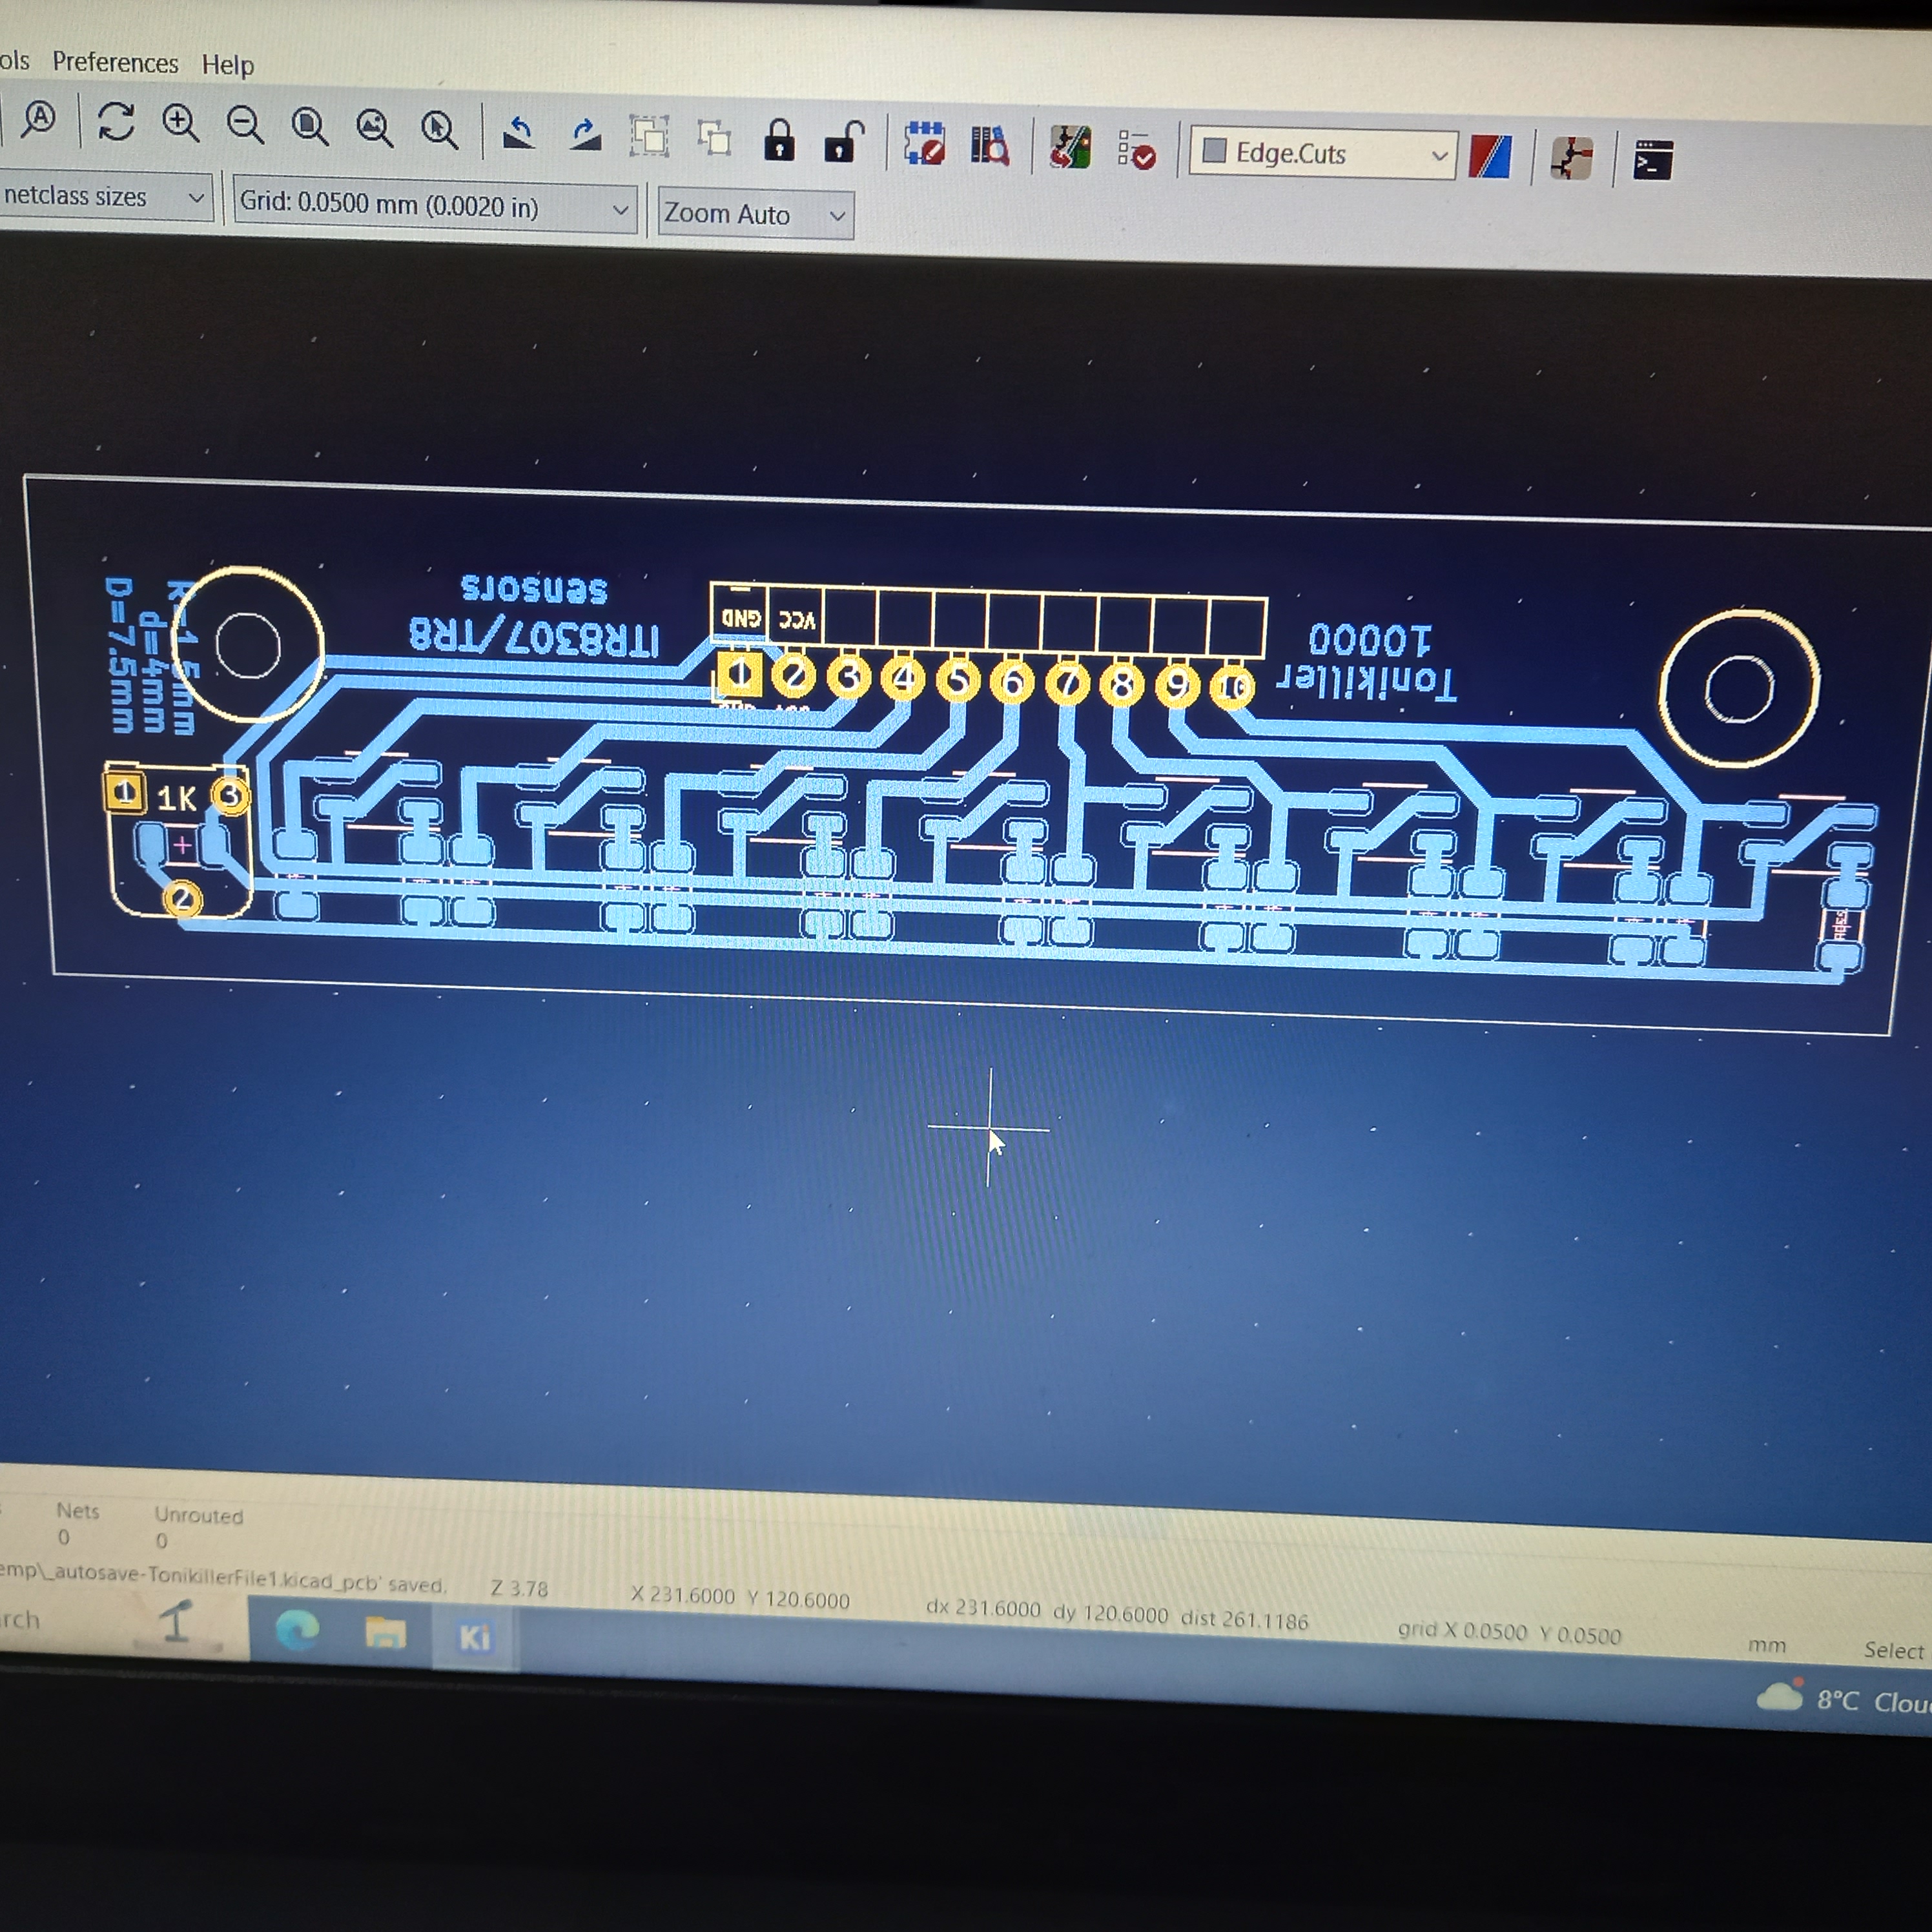 ols Preferences Help
Edge.Cuts
netclass sizes
Grid: 0.0500 mm (0.0020 in)
Zoom Auto
sensors
ITR8307/TR8
GND
VCC
10000
Tonikiller
D=7.5mm
d=4mm
1 2 3 4 5 6 7 8 9 10
1 1K 3
2
Nets Unrouted
0 0
emp\_autosave-TonikillerFile1.kicad_pcb' saved. Z 3.78 X 231.6000 Y 120.6000 dx 231.6000 dy 120.6000 dist 261.1186 grid X 0.0500 Y 0.0500 mm Select
rch
Ki
8°C Clou